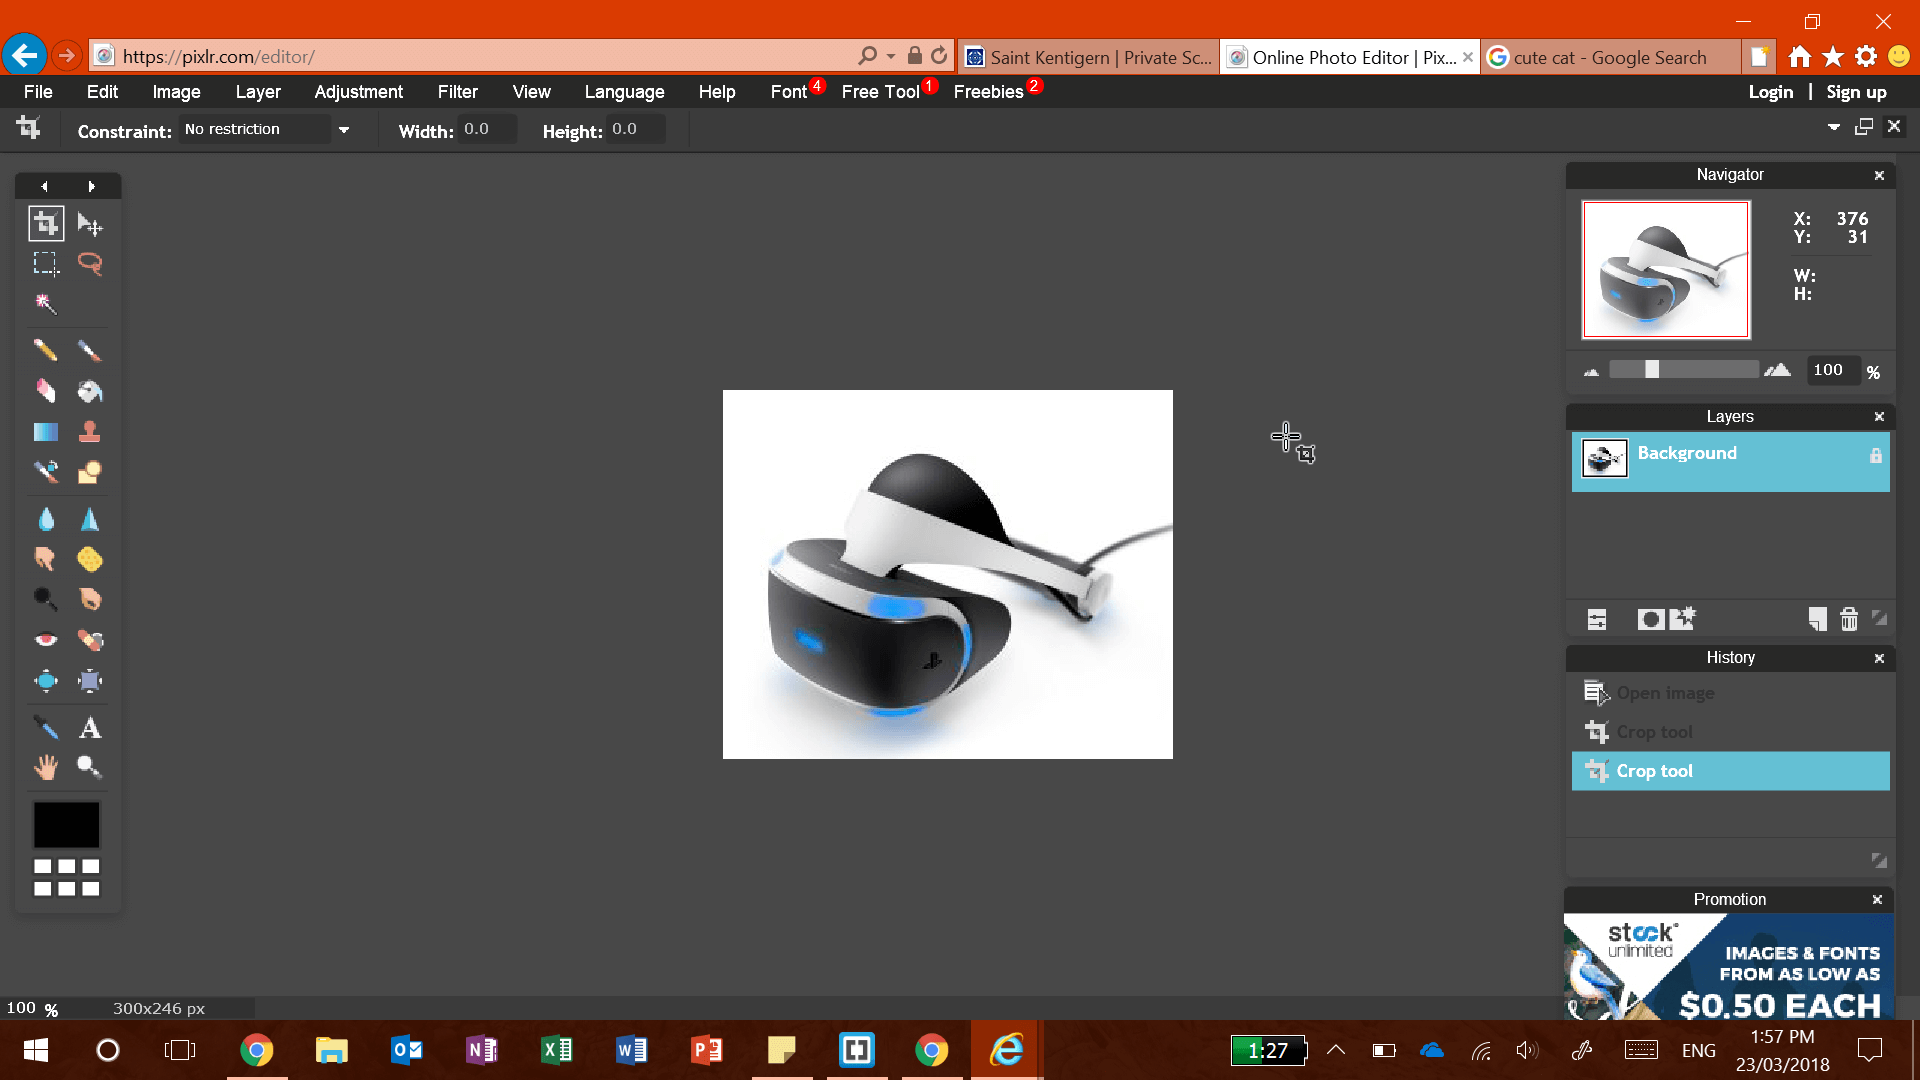 https://pixlr.com/editor/
Saint Kentigern | Private Sc...
Online Photo Editor | Pix...
cute cat - Google Search
File Edit Image Layer Adjustment Filter View Language Help Font 4 Free Tool 1 Freebies 2 Login | Sign up
Constraint: No restriction Width: 0.0 Height: 0.0
Navigator
X: 376
Y: 31
W:
H:
100 %
Layers
Background
History
Open image
Crop tool
Crop tool
Promotion
stock
unlimited
IMAGES & FONTS
FROM AS LOW AS
$0.50 EACH
A
100 % 300x246 px
1:27
ENG
1:57 PM
23/03/2018